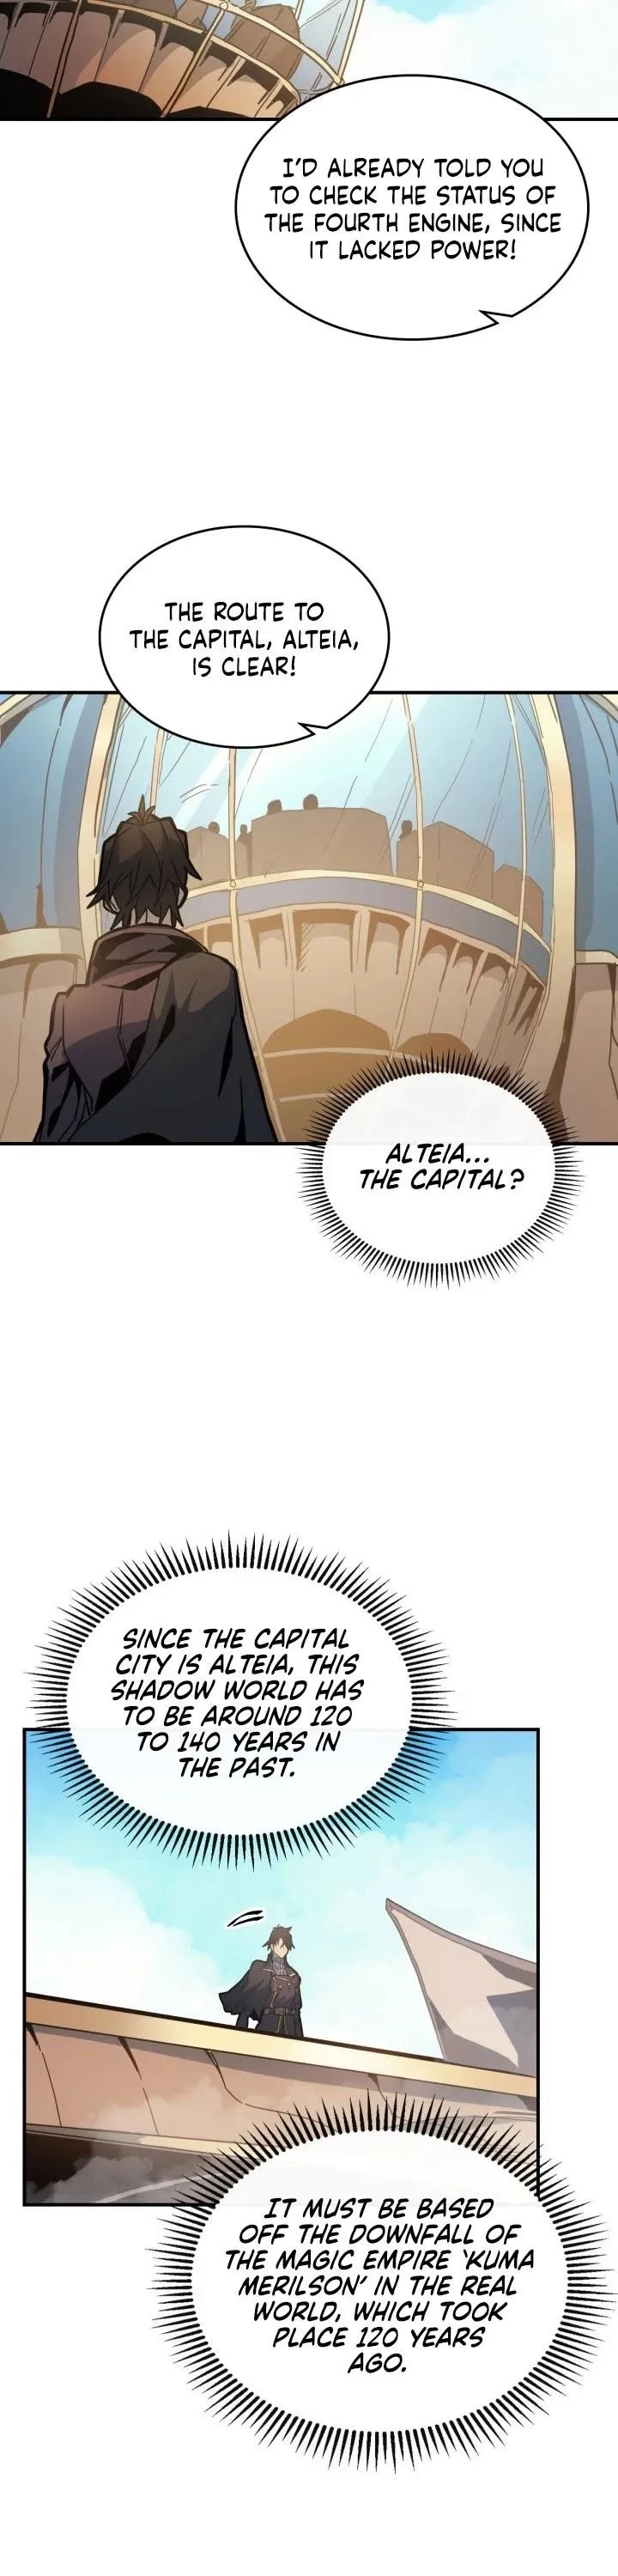 I'D ALREADY TOLD YOU
TO CHECK THE STATUS OF
THE FOURTH ENGINE, SINCE
IT LACKED POWER!
THE ROUTE TO
THE CAPITAL, ALTEIA,
IS CLEAR!
ALTEIA...
THE CAPITAL?
SINCE THE CAPITAL
CITY IS ALTEIA, THIS
SHADOW WORLD HAS
TO BE AROUND 120
TO 140 YEARS IN
THE PAST.
IT MUST BE BASED
OFF THE DOWNFALL OF
THE MAGIC EMPIRE 'KUMA
MERILSON' IN THE REAL
WORLD, WHICH TOOK
PLACE 120 YEARS
AGO.